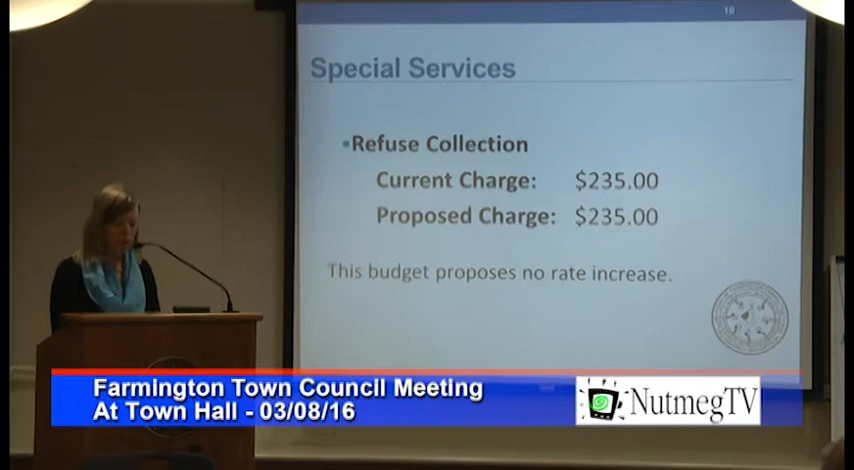 10
Special Services
Refuse Collection
Current Charge: $235.00
Proposed Charge: $235.00
This budget proposes no rate increase.
Farmington Town Council Meeting
At Town Hall - 03/08/16
NutmegTV